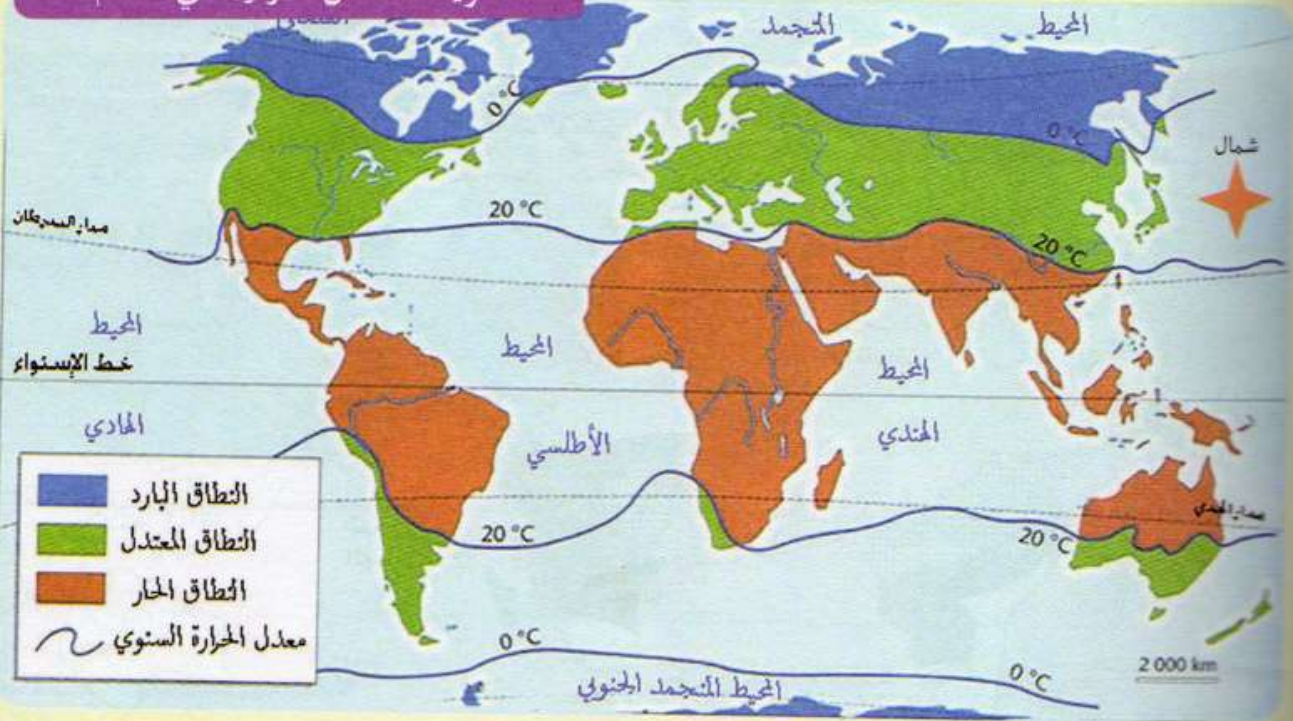 المحيط
المتجمد
0 °C
0 °C
شمال
20 °C
مدار السرطان
20 °C
المحيط
المحيط
المحيط
خط الإستواء
الهادي
الأطلسي
الهندي
النطاق البارد
النطاق المعتدل
النطاق الحار
معدل الحرارة السنوي
مدار الجدي
20 °C
20 °C
0 °C
2 000 km
0 °C
المحيط المتجمد الجنوبي